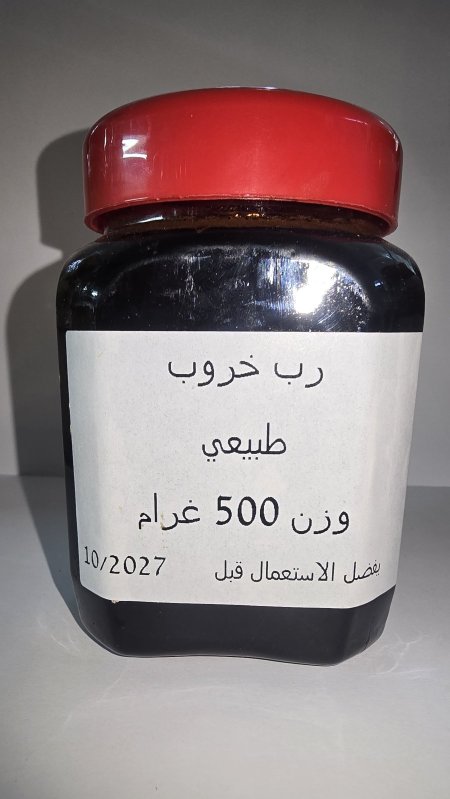 رب خروب
طبيعي
وزن 500 غرام
يفضل الاستعمال قبل 10/2027